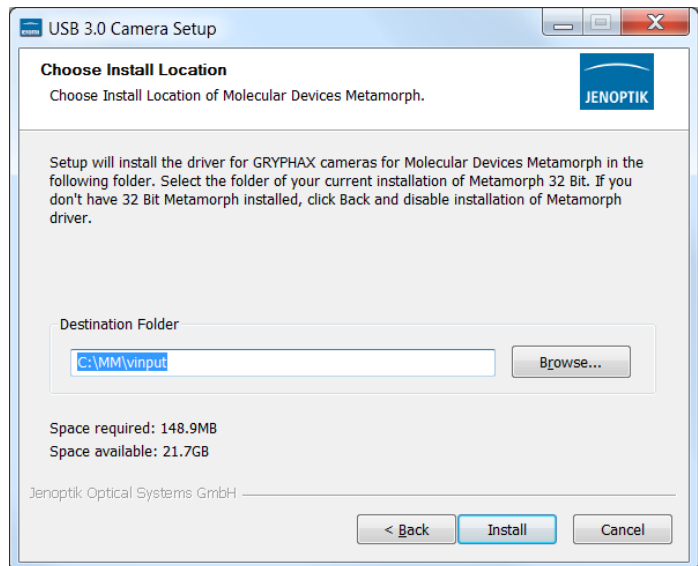 USB 3.0 Camera Setup
Choose Install Location
Choose Install Location of Molecular Devices Metamorph.
JENOPTIK
Setup will install the driver for GRYPHAX cameras for Molecular Devices Metamorph in the
following folder. Select the folder of your current installation of Metamorph 32 Bit. If you
don't have 32 Bit Metamorph installed, click Back and disable installation of Metamorph
driver.
Destination Folder
C:\MM\vinput
Browse...
Space required: 148.9MB
Space available: 21.7GB
Jenoptik Optical Systems GmbH
< Back
Install
Cancel